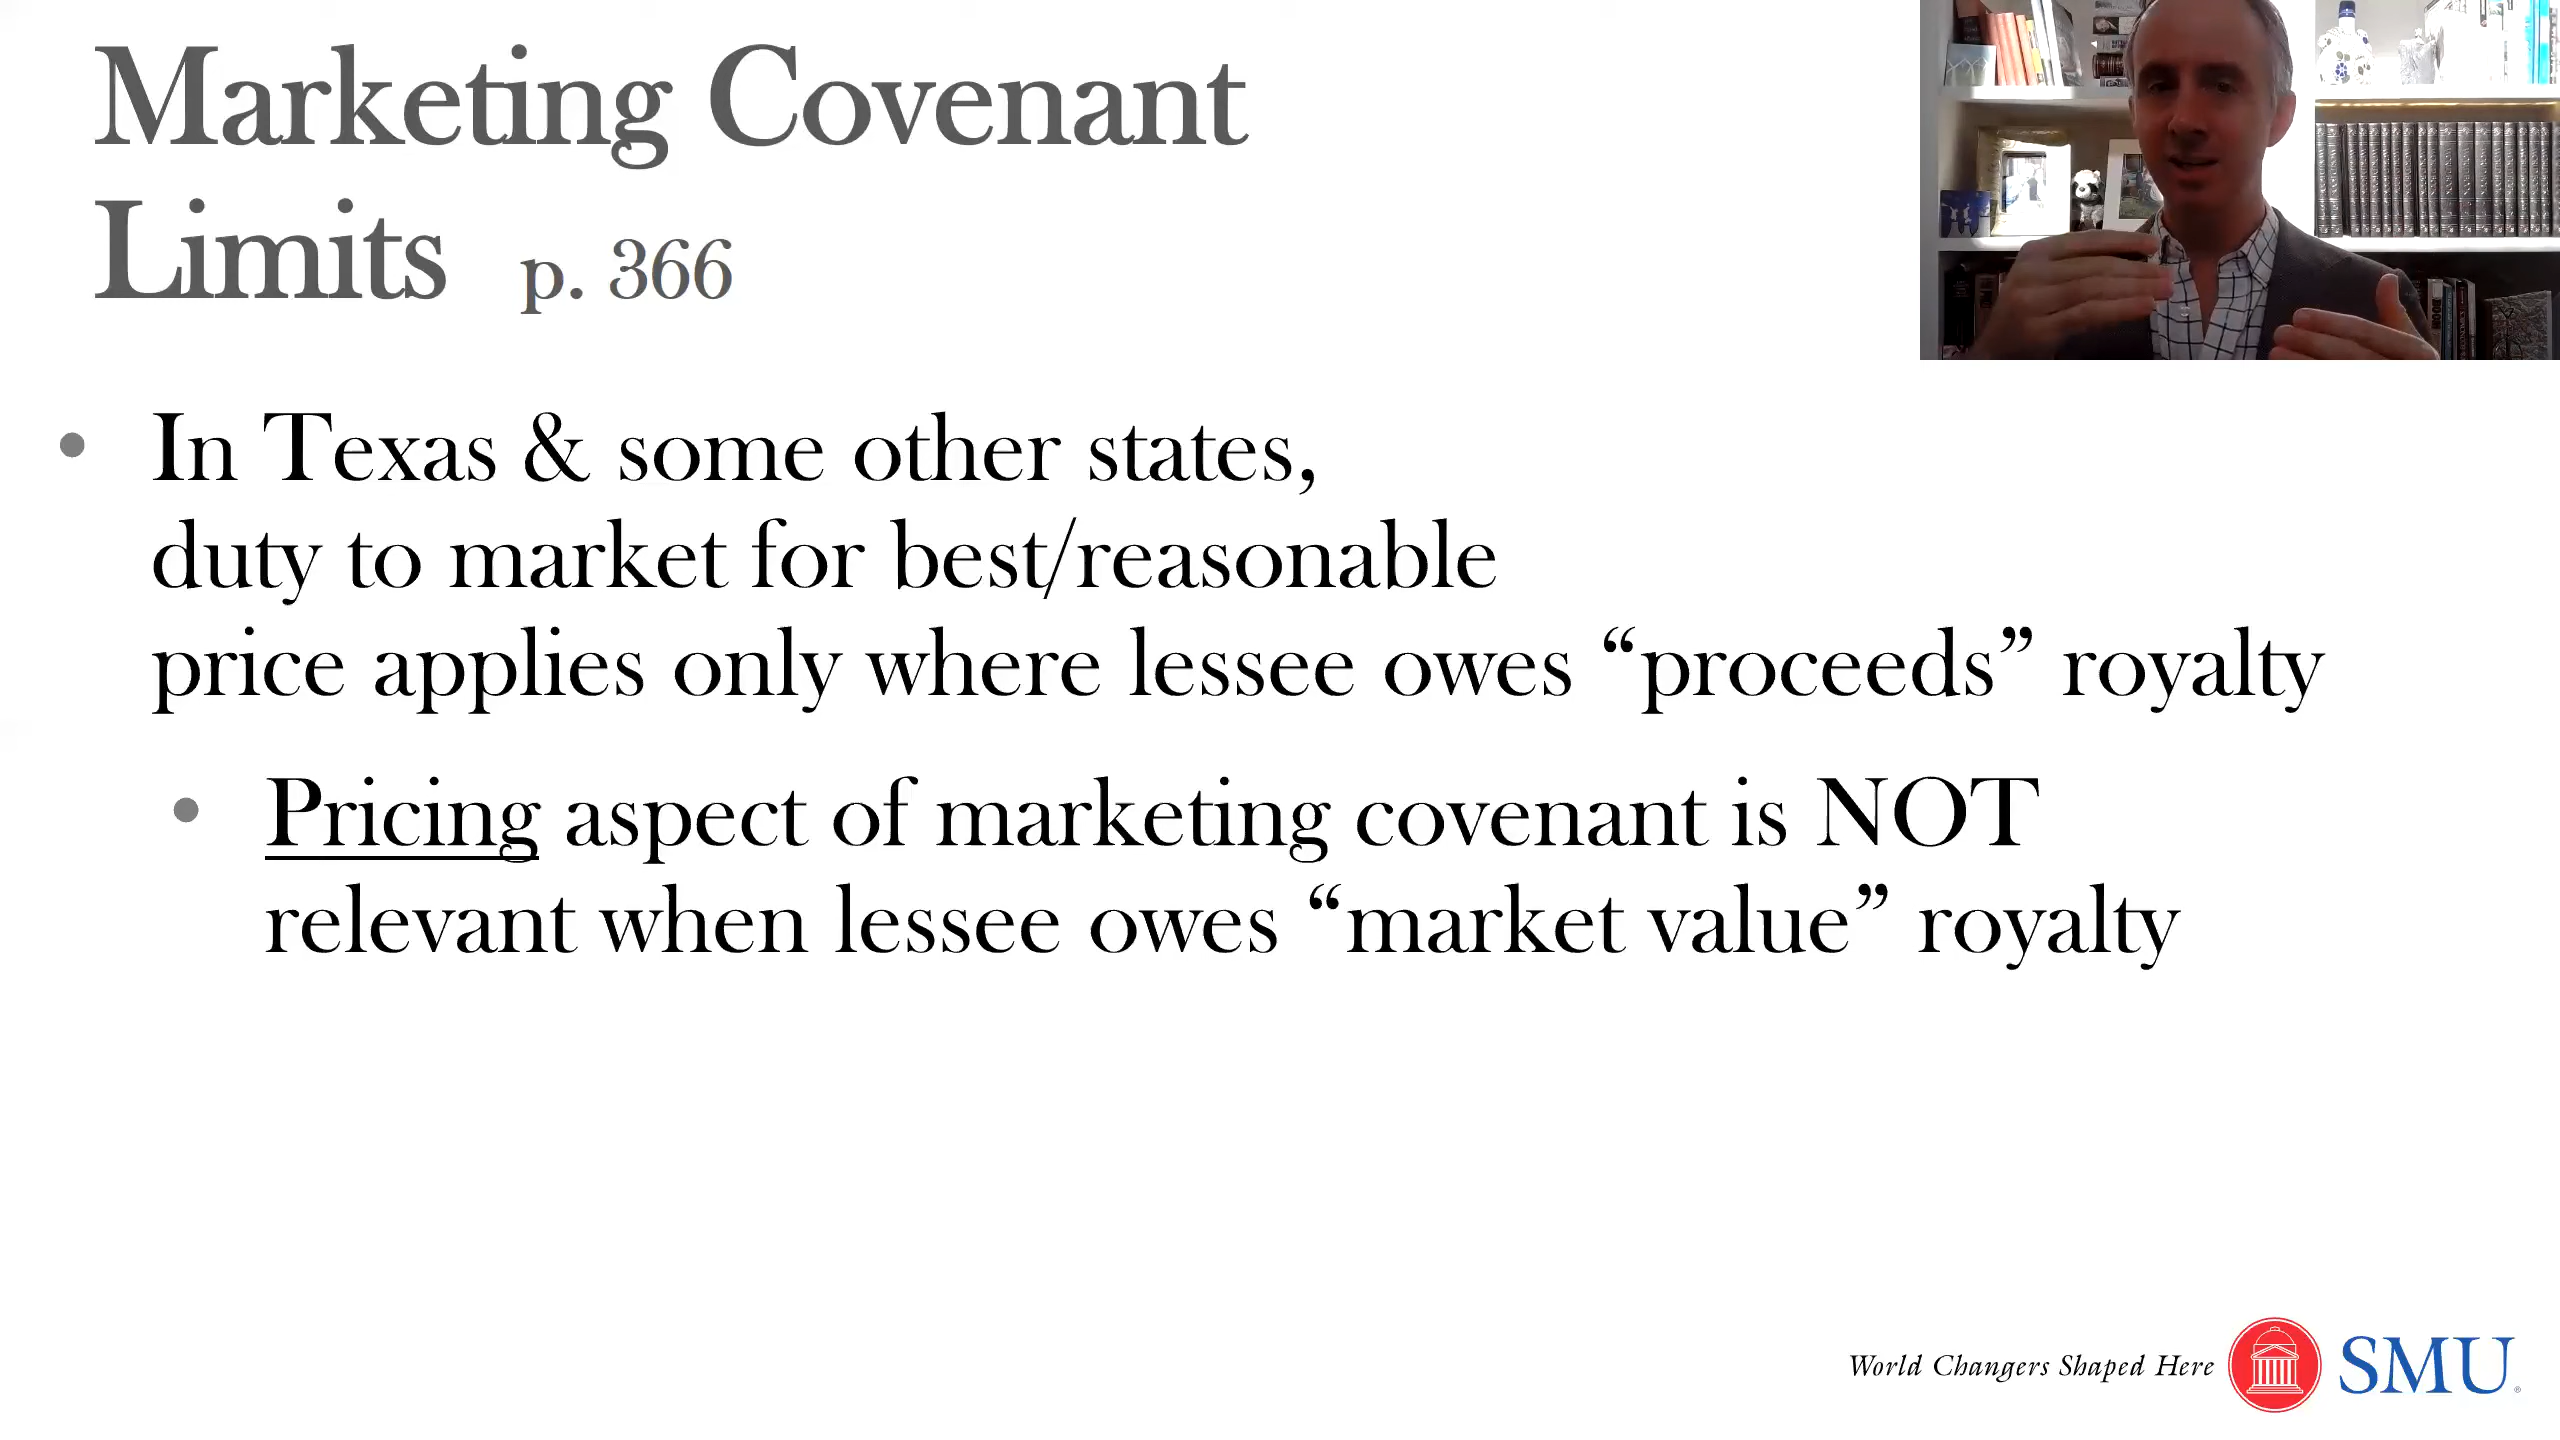 Marketing Covenant
Limits p. 366
• In Texas & some other states,
duty to market for best/reasonable
price applies only where lessee owes “proceeds” royalty
• Pricing aspect of marketing covenant is NOT
relevant when lessee owes “market value” royalty
World Changers Shaped Here SMU®